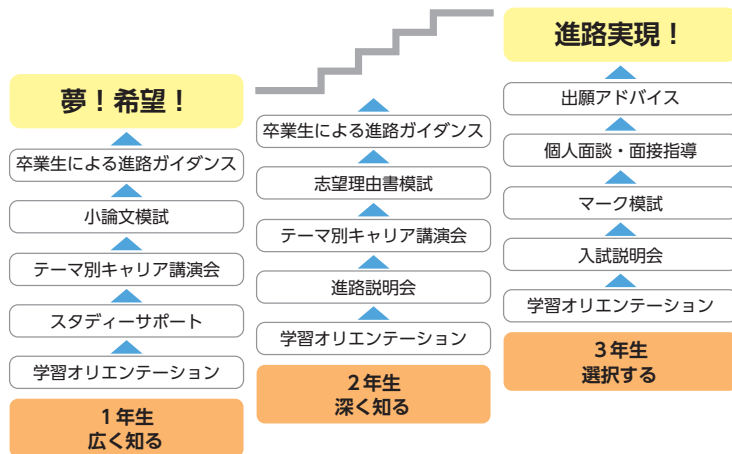 夢！希望！
卒業生による進路ガイダンス
小論文模試
テーマ別キャリア講演会
スタディーサポート
学習オリエンテーション
1年生
広く知る
卒業生による進路ガイダンス
志望理由書模試
テーマ別キャリア講演会
進路説明会
学習オリエンテーション
2年生
深く知る
進路実現！
出願アドバイス
個人面談・面接指導
マーク模試
入試説明会
学習オリエンテーション
3年生
選択する